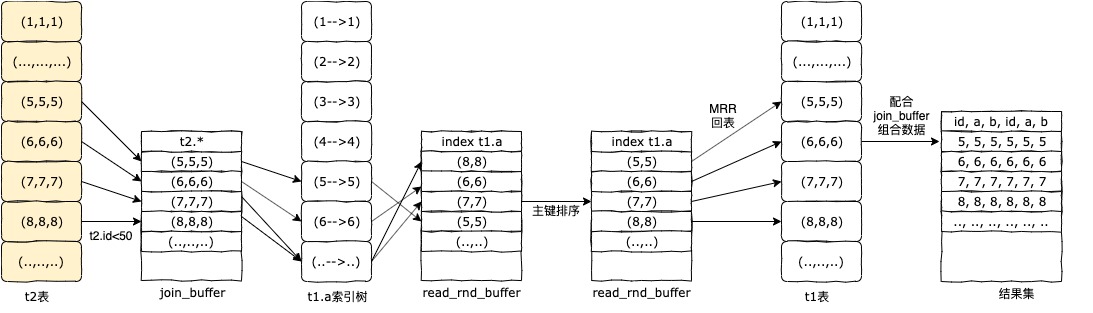 (1,1,1)
(...,...,...)
(5,5,5)
(6,6,6)
(7,7,7)
(8,8,8)
(..,..,..)
t2表
t2.id<50
t2.*
(5,5,5)
(6,6,6)
(7,7,7)
(8,8,8)
(..,..,..)
join_buffer
(1-->1)
(2-->2)
(3-->3)
(4-->4)
(5-->5)
(6-->6)
(..-->..)
t1.a索引树
index t1.a
(8,8)
(6,6)
(7,7)
(5,5)
(..,..)
read_rnd_buffer
主键排序
index t1.a
(5,5)
(6,6)
(7,7)
(8,8)
(..,..)
read_rnd_buffer
MRR
回表
(1,1,1)
(...,...,...)
(5,5,5)
(6,6,6)
(7,7,7)
(8,8,8)
(..,..,..)
t1表
配合
join_buffer
组合数据
id, a, b, id, a, b
5, 5, 5, 5, 5, 5
6, 6, 6, 6, 6, 6
7, 7, 7, 7, 7, 7
8, 8, 8, 8, 8, 8
.., .., .., .., .., ..
结果集